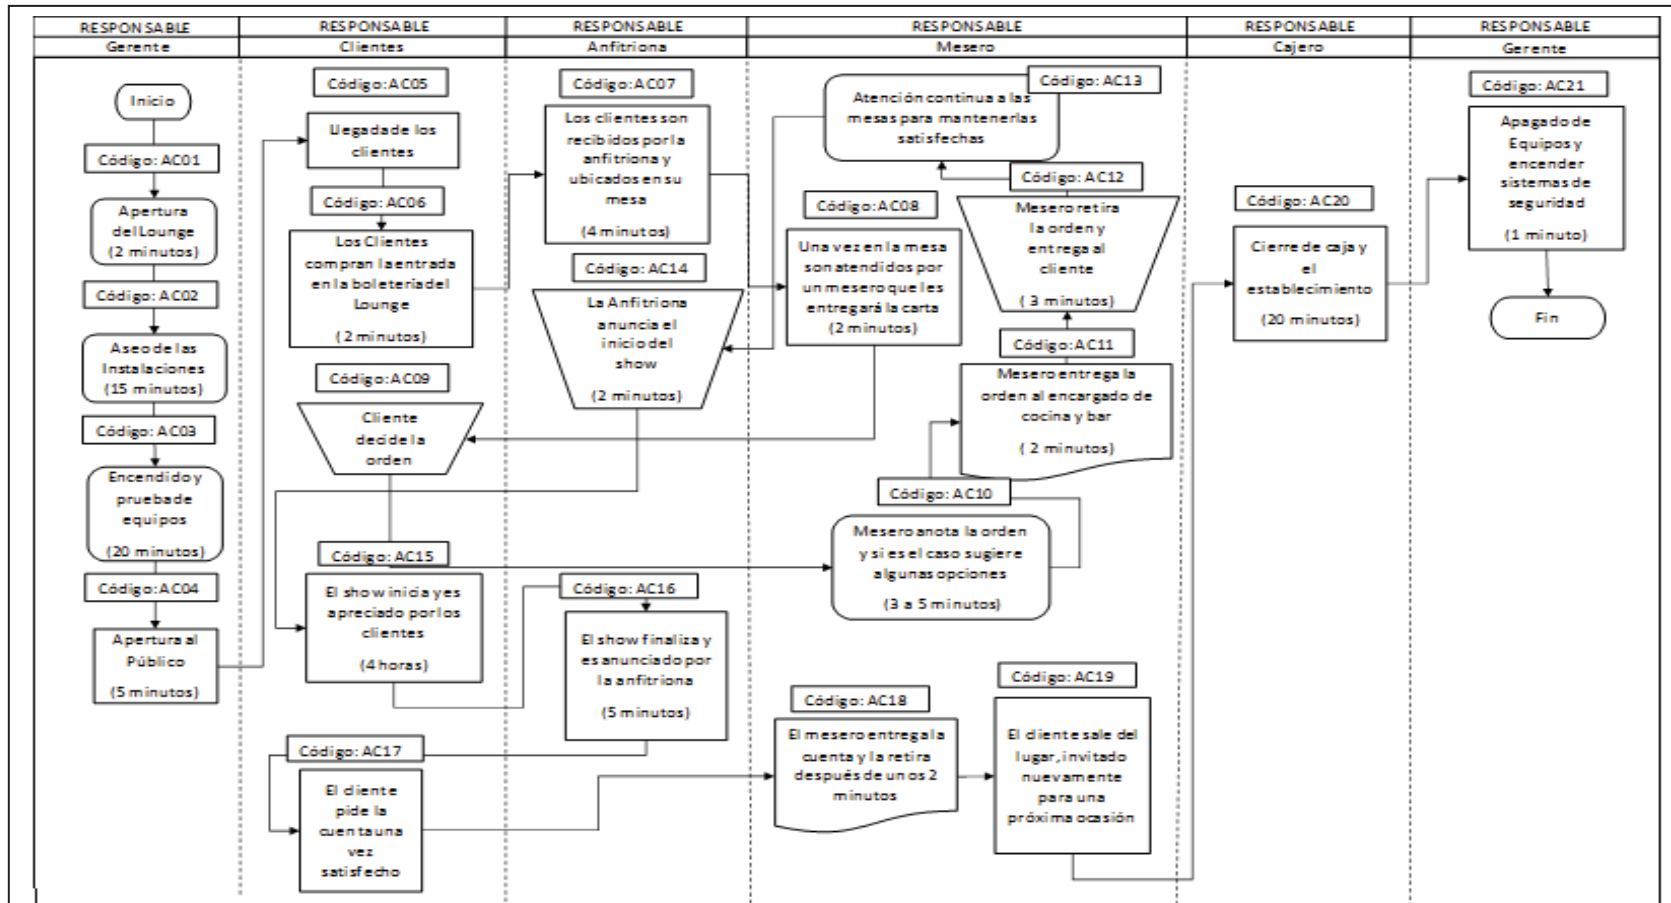 RESPONSABLE
Gerente
Inicio
Código: AC01
Apertura
del Lounge
(2 minutos)
Código: AC02
Aseo de las
Instalaciones
(15 minutos)
Código: AC03
Encendido y
prueba de
equipos
(20 minutos)
Código: AC04
Apertura al
Público
(5 minutos)
RESPONSABLE
Clientes
Código: AC05
Llegada de los
clientes
Código: AC06
Los Clientes
compran la entrada
en la boletería del
Lounge
(2 minutos)
Código: AC09
Cliente
decide la
orden
Código: AC15
El show inicia y es
apreciado por los
clientes
(4 horas)
Código: AC17
El cliente
pide la
cuenta una
vez
satisfecho
RESPONSABLE
Anfitriona
Código: AC07
Los clientes son
recibidos por la
anfitriona y
ubicados en su
mesa
(4 minutos)
Código: AC14
La Anfitriona
anuncia el
inicio del
show
(2 minutos)
Código: AC16
El show finaliza y
es anunciado por
la anfitriona
(5 minutos)
RESPONSABLE
Mesero
Código: AC13
Atención continua a las
mesas para mantenerlas
satisfechas
Código: AC12
Mesero retira
la orden y
entrega al
cliente
( 3 minutos)
Código: AC08
Una vez en la mesa
son atendidos por
un mesero que les
entregará la carta
(2 minutos)
Código: AC11
Mesero entrega la
orden al encargado de
cocina y bar
( 2 minutos)
Código: AC10
Mesero anota la orden
y si es el caso sugiere
algunas opciones
(3 a 5 minutos)
Código: AC18
El mesero entrega la
cuenta y la retira
después de unos 2
minutos
Código: AC19
El cliente sale del
lugar, invitado
nuevamente
para una
próxima ocasión
RESPONSABLE
Cajero
Código: AC20
Cierre de caja y
el
establecimiento
(20 minutos)
RESPONSABLE
Gerente
Código: AC21
Apagado de
Equipos y
encender
sistemas de
seguridad
(1 minuto)
Fin